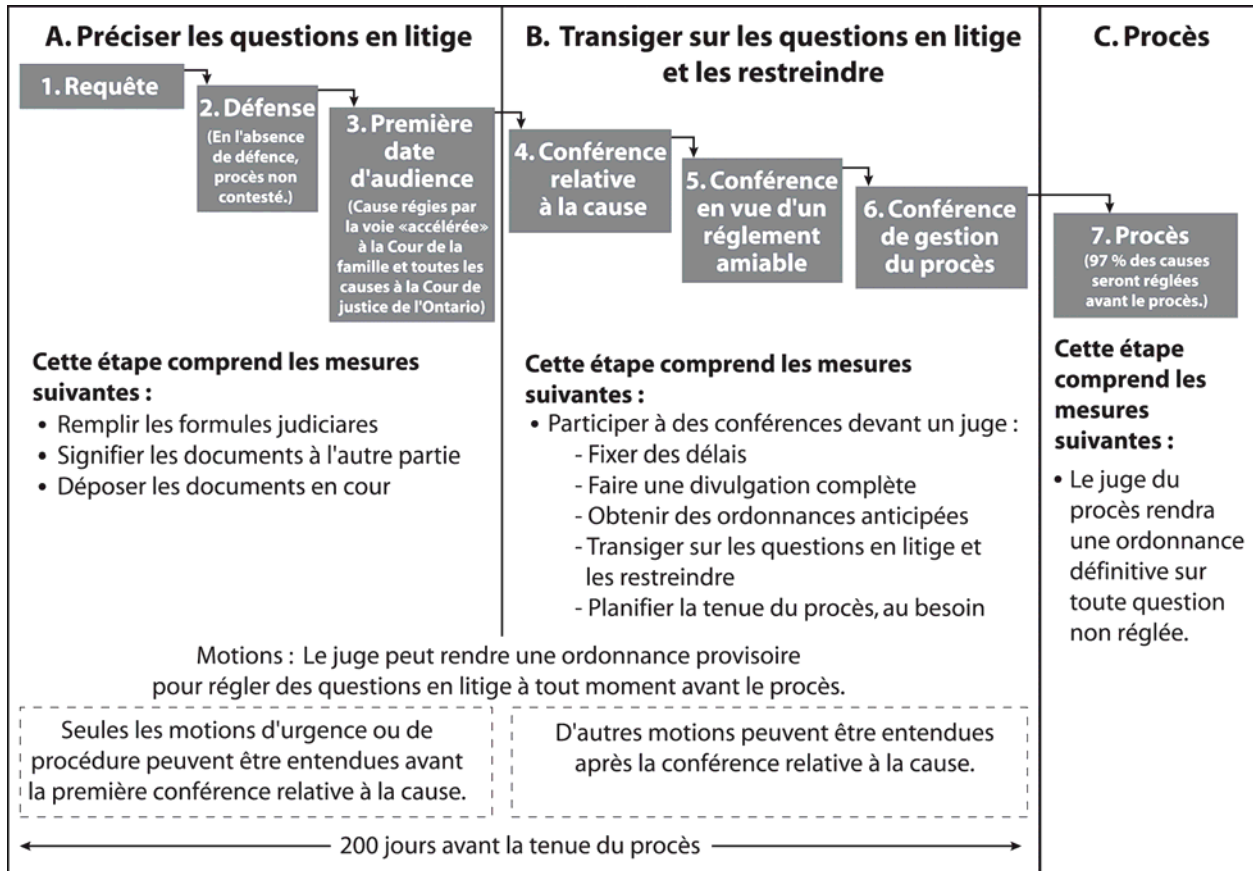 A. Préciser les questions en litige
1. Requête
2. Défense
(En l'absence
de défence,
procès non
contesté.)
3. Première
date
d'audience
(Cause régies par
la voie «accélérée»
à la Cour de la
famille et toutes les
causes à la Cour de
justice de l'Ontario)
Cette étape comprend les mesures
suivantes :
• Remplir les formules judiciares
• Signifier les documents à l'autre partie
• Déposer les documents en cour
B. Transiger sur les questions en litige
et les restreindre
4. Conférence
relative
à la cause
5. Conférence
en vue d'un
réglement
amiable
6. Conférence
de gestion
du procès
Cette étape comprend les mesures
suivantes :
• Participer à des conférences devant un juge :
- Fixer des délais
- Faire une divulgation complète
- Obtenir des ordonnances anticipées
- Transiger sur les questions en litige et
les restreindre
- Planifier la tenue du procès, au besoin
Motions : Le juge peut rendre une ordonnance provisoire
pour régler des questions en litige à tout moment avant le procès.
Seules les motions d'urgence ou de
procédure peuvent être entendues avant
la première conférence relative à la cause.
D'autres motions peuvent être entendues
après la conférence relative à la cause.
200 jours avant la tenue du procès
C. Procès
7. Procès
(97 % des causes
seront réglées
avant le procès.)
Cette étape
comprend les
mesures
suivantes :
• Le juge du
procès rendra
une ordonnance
définitive sur
toute question
non réglée.